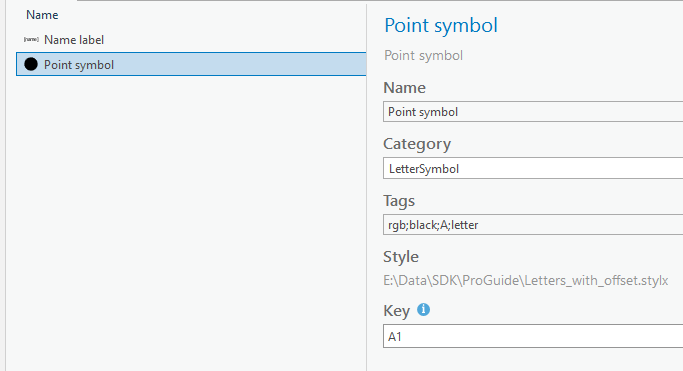 Name
[name] Name label
Point symbol
Point symbol
Point symbol
Name
Point symbol
Category
LetterSymbol
Tags
rgb;black;A;letter
Style
E:\Data\SDK\ProGuide\Letters_with_offset.stylx
Key i
A1